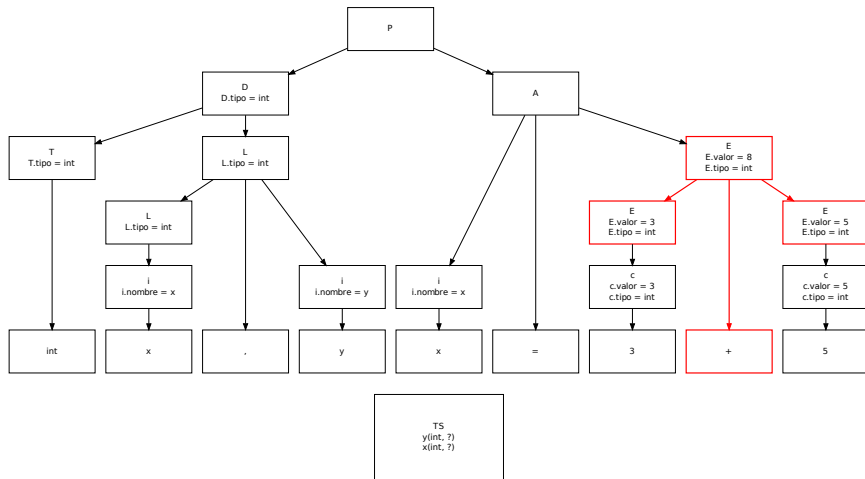 P
D
D.tipo = int
A
T
T.tipo = int
L
L.tipo = int
E
E.valor = 8
E.tipo = int
L
L.tipo = int
E
E.valor = 3
E.tipo = int
E
E.valor = 5
E.tipo = int
i
i.nombre = x
i
i.nombre = y
i
i.nombre = x
c
c.valor = 3
c.tipo = int
c
c.valor = 5
c.tipo = int
int
x
,
y
x
=
3
+
5
TS
y(int, ?)
x(int, ?)